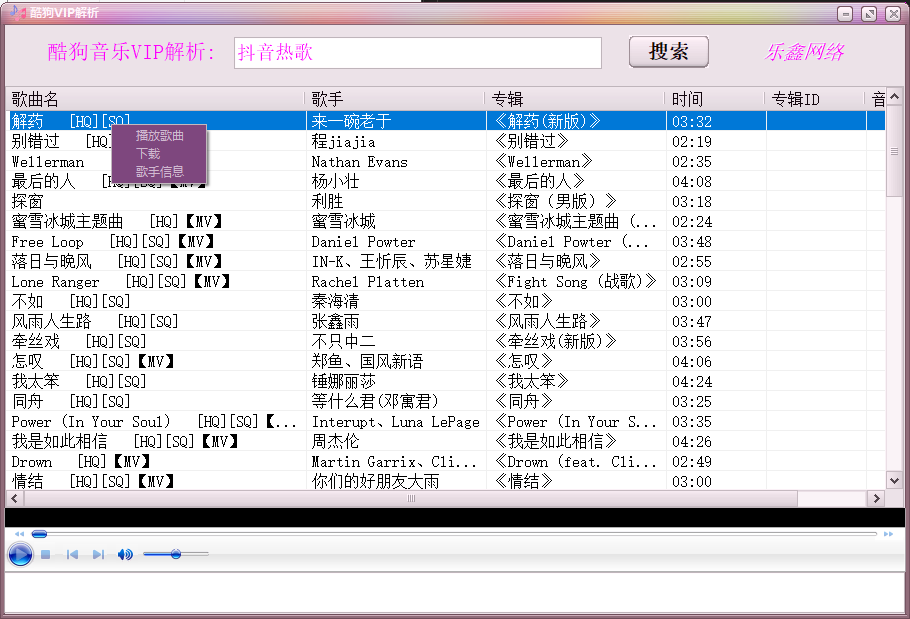 酷狗VIP解析
酷狗音乐VIP解析: 抖音热歌 搜索 乐鑫网络
歌曲名 歌手 专辑 时间 专辑ID 音
解药 [HQ][SQ] 来一碗老于 《解药(新版)》 03:32
别错过 [HQ] 程jiajia 《别错过》 02:19
Wellerman Nathan Evans 《Wellerman》 02:35
最后的人 [HQ][SQ]【MV】 杨小壮 《最后的人》 04:08
探窗 利胜 《探窗（男版）》 03:18
播放歌曲
下载
歌手信息
蜜雪冰城主题曲 [HQ]【MV】 蜜雪冰城 《蜜雪冰城主题曲（... 02:24
Free Loop [HQ][SQ]【MV】 Daniel Powter 《Daniel Powter (... 03:48
落日与晚风 [HQ][SQ]【MV】 IN-K、王忻辰、苏星婕 《落日与晚风》 02:55
Lone Ranger [HQ][SQ]【MV】 Rachel Platten 《Fight Song (战歌)》 03:09
不如 [HQ][SQ] 秦海清 《不如》 03:00
风雨人生路 [HQ][SQ] 张鑫雨 《风雨人生路》 03:47
牵丝戏 [HQ][SQ] 不只中二 《牵丝戏(新版)》 03:56
怎叹 [HQ][SQ]【MV】 郑鱼、国风新语 《怎叹》 04:06
我太笨 [HQ][SQ] 锤娜丽莎 《我太笨》 04:24
同舟 [HQ][SQ] 等什么君(邓寓君) 《同舟》 03:25
Power (In Your Soul) [HQ][SQ]【... Interupt、Luna LePage 《Power (In Your S... 03:35
我是如此相信 [HQ][SQ]【MV】 周杰伦 《我是如此相信》 04:26
Drown [HQ]【MV】 Martin Garrix、Cli... 《Drown (feat. Cli... 02:49
情结 [HQ][SQ]【MV】 你们的好朋友大雨 《情结》 03:00